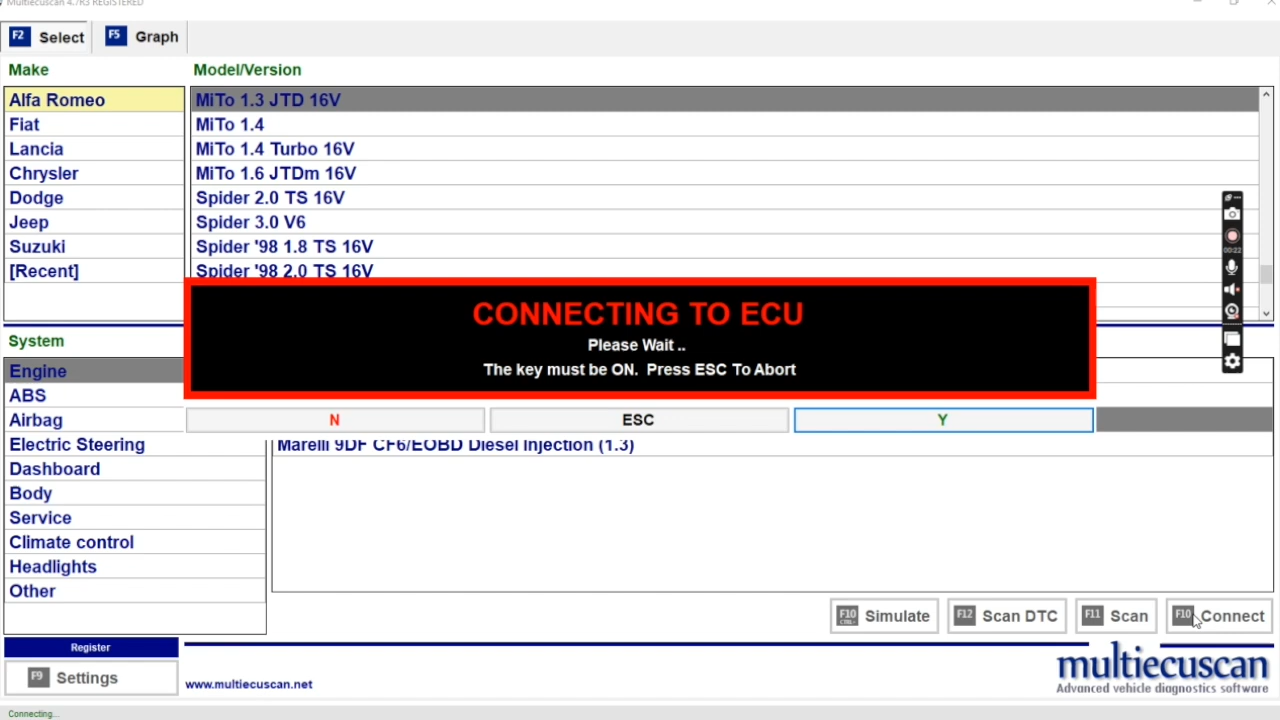 Multiecuscan 4.7R3 REGISTERED
F2 Select
F5 Graph
Make
Model/Version
Alfa Romeo
Fiat
Lancia
Chrysler
Dodge
Jeep
Suzuki
[Recent]
MiTo 1.3 JTD 16V
MiTo 1.4
MiTo 1.4 Turbo 16V
MiTo 1.6 JTDm 16V
Spider 2.0 TS 16V
Spider 3.0 V6
Spider '98 1.8 TS 16V
Spider '98 2.0 TS 16V
00:22
CONNECTING TO ECU
Please Wait ..
The key must be ON. Press ESC To Abort
N
ESC
Y
System
Engine
ABS
Airbag
Electric Steering
Dashboard
Body
Service
Climate control
Headlights
Other
Marelli 9DF CF6/EOBD Diesel Injection (1.3)
F10 CTRL+ Simulate
F12 Scan DTC
F11 Scan
F10 Connect
Register
F9 Settings
www.multiecuscan.net
multiecuscan
Advanced vehicle diagnostics software
Connecting...